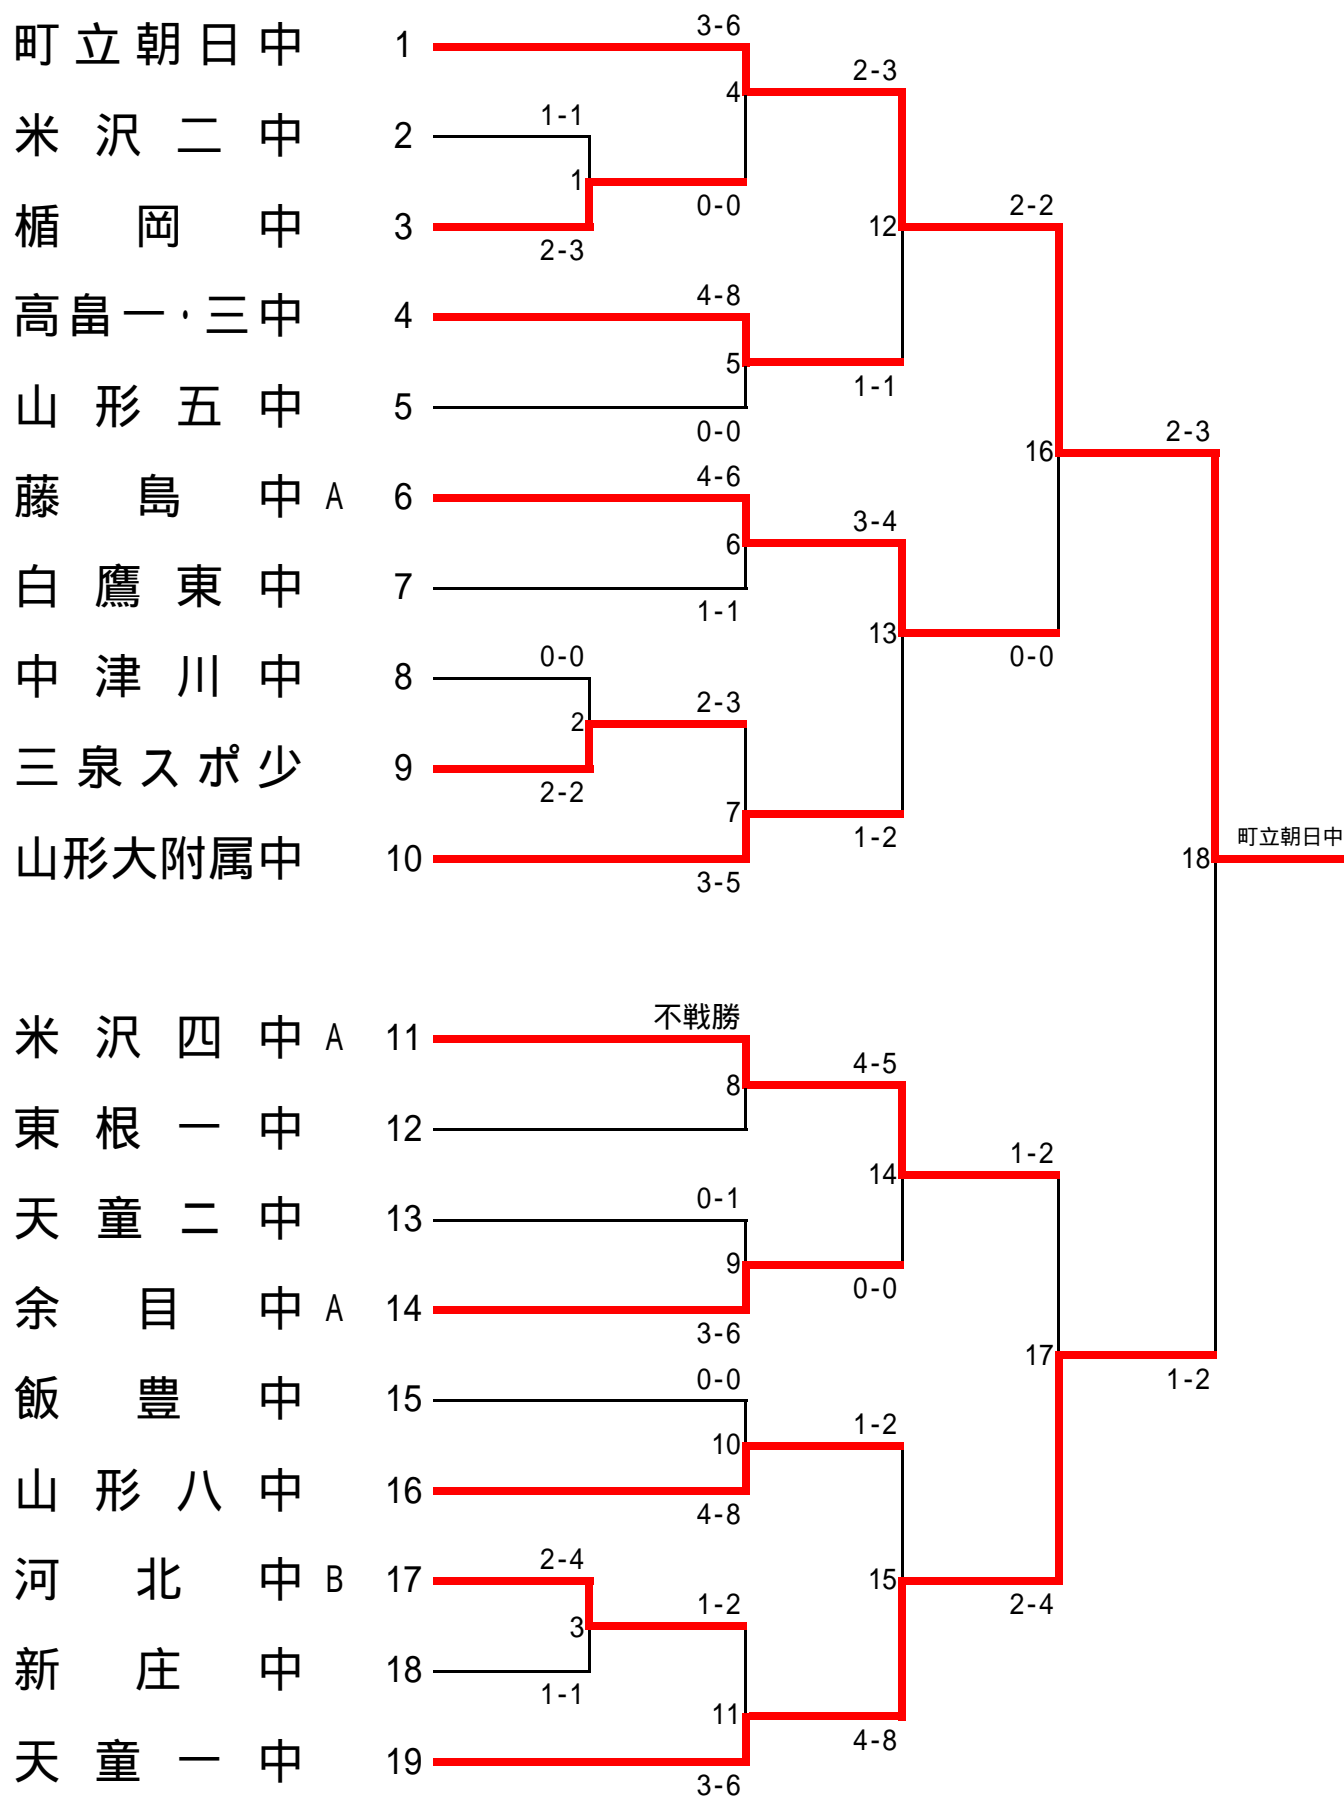 町立朝日中 1 3-6
4 2-3
米沢二中 2 1-1
1 0-0
楯岡中 3 2-3
12 2-2
高畠一・三中 4 4-8
5 1-1
山形五中 5 0-0
16 2-3
藤島中 A 6 4-6
6 3-4
白鷹東中 7 1-1
13 0-0
中津川中 8 0-0
2 2-3
三泉スポ少 9 2-2
7 1-2
山形大附属中 10 3-5
18 町立朝日中
米沢四中 A 11 不戦勝
8 4-5
東根一中 12
14 1-2
天童二中 13 0-1
9 0-0
余目中 A 14 3-6
17 1-2
飯豊中 15 0-0
10 1-2
山形八中 16 4-8
河北中 B 17 2-4
15 2-4
3 1-2
新庄中 18 1-1
11 4-8
天童一中 19 3-6